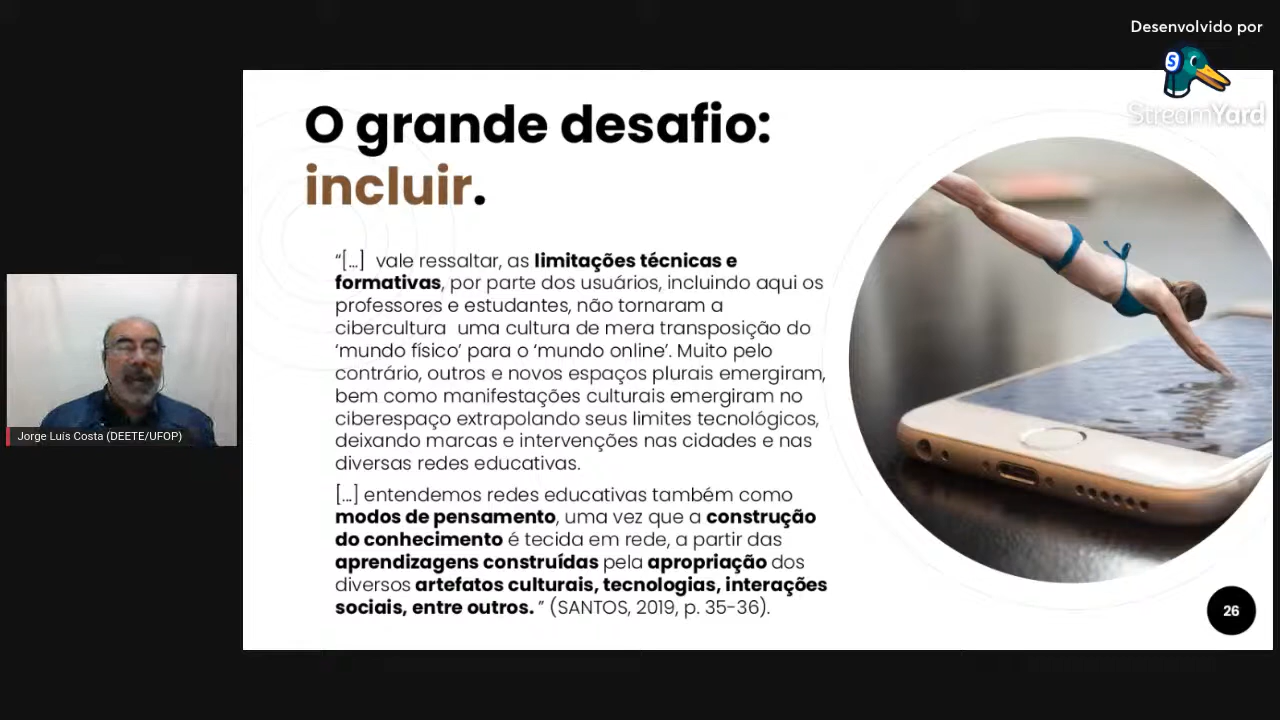 Desenvolvido por
StreamYard
O grande desafio:
incluir.
“[...] vale ressaltar, as limitações técnicas e
formativas, por parte dos usuários, incluindo aqui os
professores e estudantes, não tornaram a
cibercultura uma cultura de mera transposição do
‘mundo físico’ para o ‘mundo online’. Muito pelo
contrário, outros e novos espaços plurais emergiram,
bem como manifestações culturais emergiram no
ciberespaço extrapolando seus limites tecnológicos,
deixando marcas e intervenções nas cidades e nas
diversas redes educativas.
[...] entendemos redes educativas também como
modos de pensamento, uma vez que a construção
do conhecimento é tecida em rede, a partir das
aprendizagens construídas pela apropriação dos
diversos artefatos culturais, tecnologias, interações
sociais, entre outros. ” (SANTOS, 2019, p. 35-36).
26
Jorge Luís Costa (DEETE/UFOP)